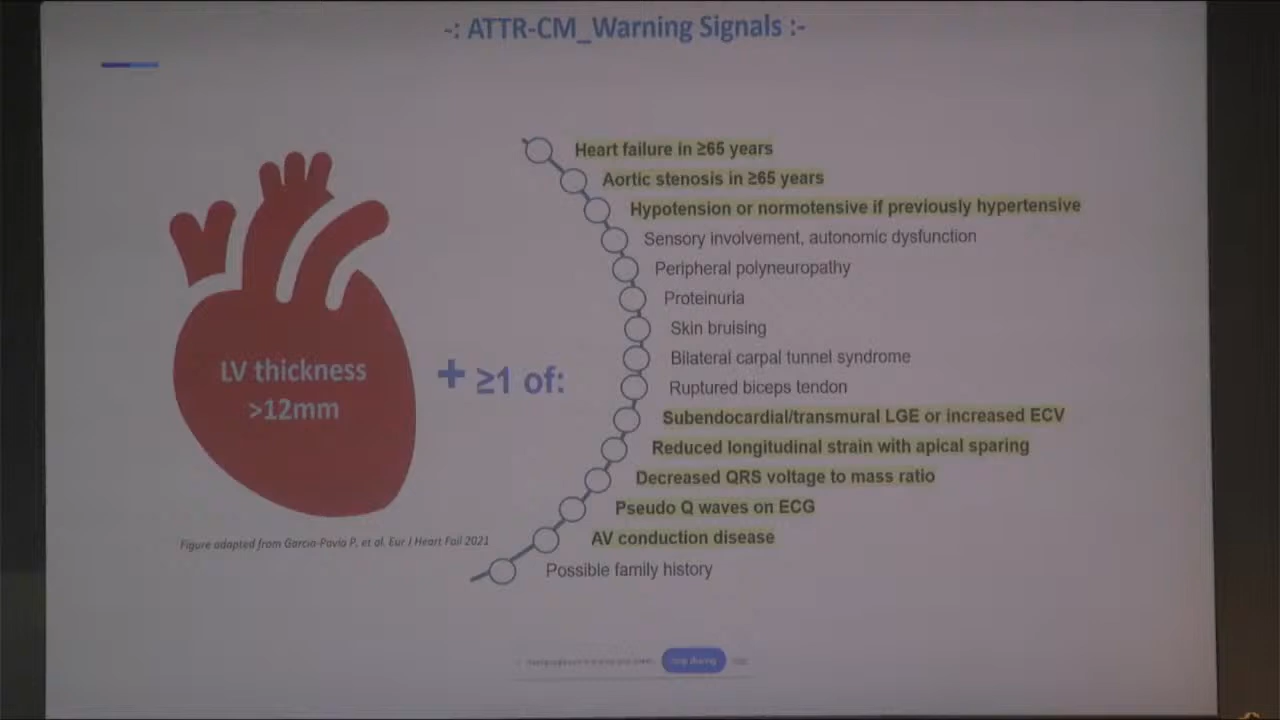 -: ATTR-CM_Warning Signals :-
Heart failure in ≥65 years
Aortic stenosis in ≥65 years
Hypotension or normotensive if previously hypertensive
Sensory involvement, autonomic dysfunction
Peripheral polyneuropathy
Proteinuria
Skin bruising
Bilateral carpal tunnel syndrome
Ruptured biceps tendon
Subendocardial/transmural LGE or increased ECV
Reduced longitudinal strain with apical sparing
Decreased QRS voltage to mass ratio
Pseudo Q waves on ECG
AV conduction disease
Possible family history
LV thickness
>12mm
+ ≥1 of:
Figure adapted from Garcia-Pavia P, et al. Eur J Heart Fail 2021
Stop sharing